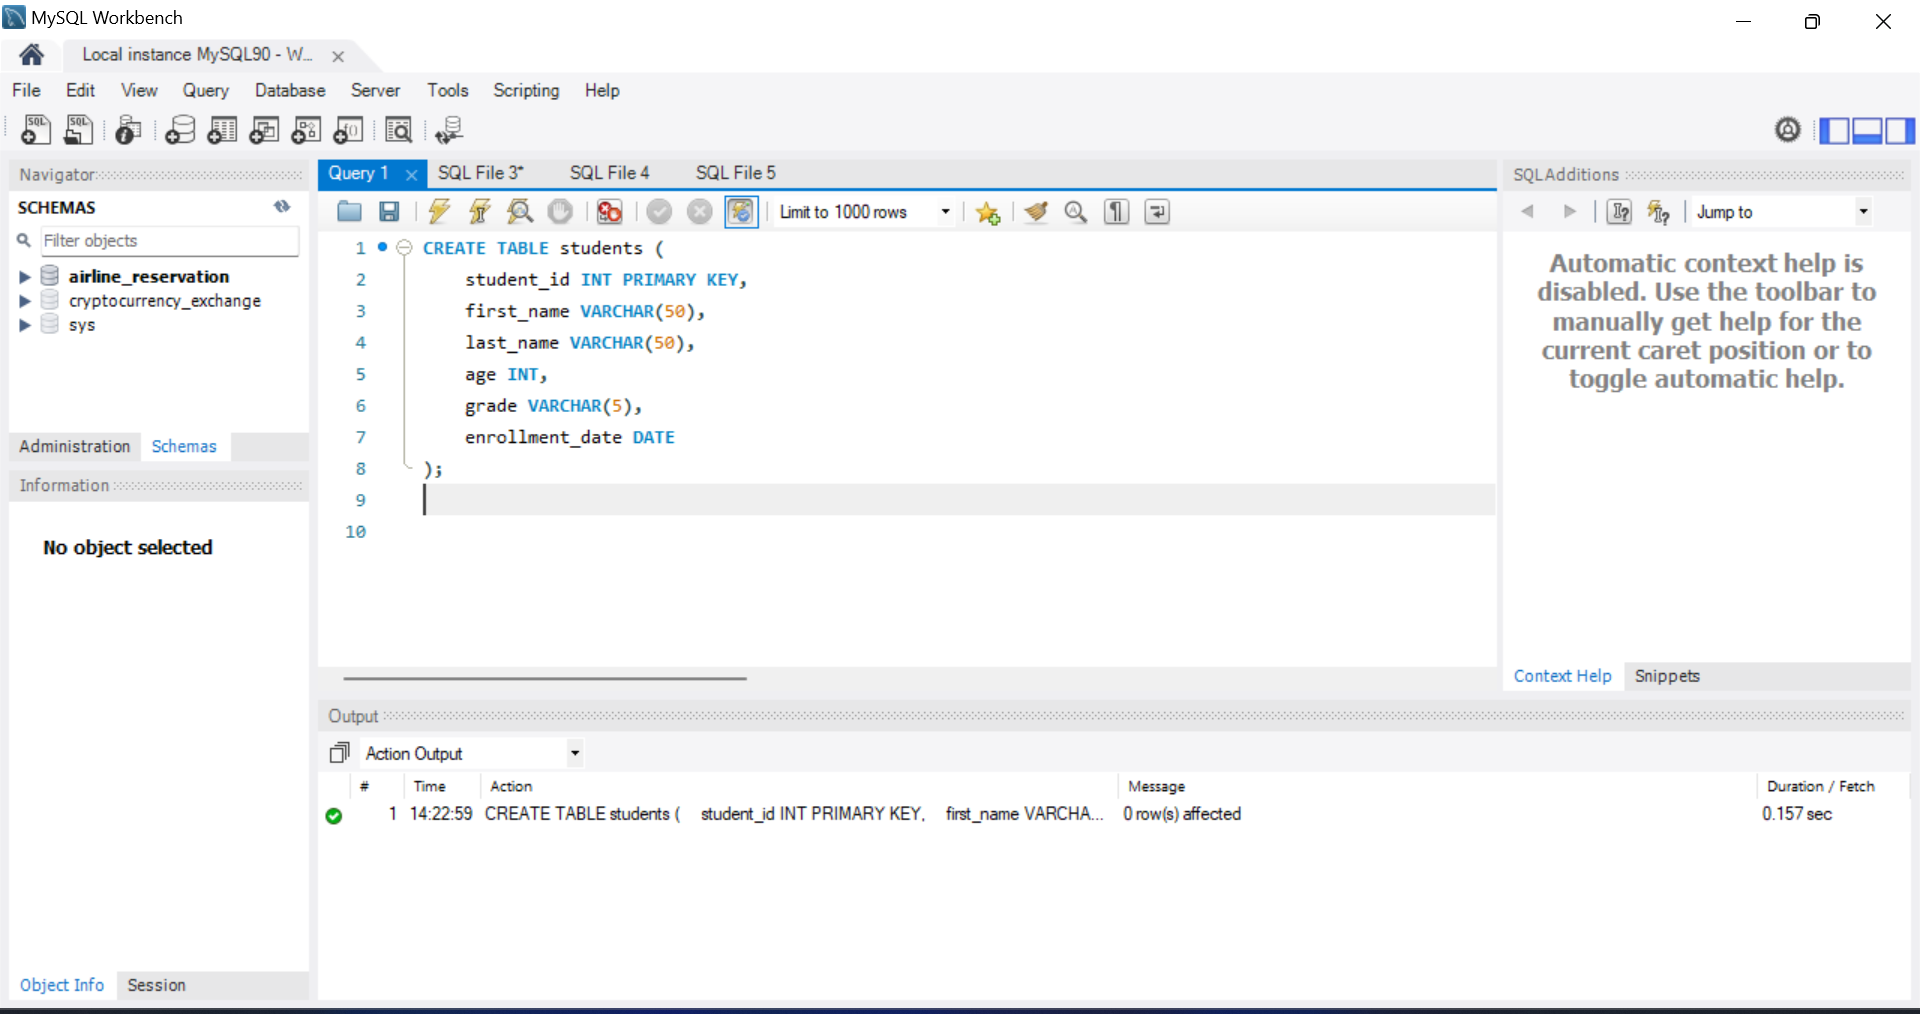 MySQL Workbench
Local instance MySQL90 - W...
File Edit View Query Database Server Tools Scripting Help
Navigator
SCHEMAS
Filter objects
airline_reservation
cryptocurrency_exchange
sys
Administration Schemas
Information
No object selected
Object Info Session
Query 1 SQL File 3* SQL File 4 SQL File 5
Limit to 1000 rows
1 CREATE TABLE students (
2 student_id INT PRIMARY KEY,
3 first_name VARCHAR(50),
4 last_name VARCHAR(50),
5 age INT,
6 grade VARCHAR(5),
7 enrollment_date DATE
8 );
9
10
SQLAdditions
Jump to
Automatic context help is
disabled. Use the toolbar to
manually get help for the
current caret position or to
toggle automatic help.
Context Help Snippets
Output
Action Output
# Time Action Message Duration / Fetch
1 14:22:59 CREATE TABLE students ( student_id INT PRIMARY KEY, first_name VARCHA... 0 row(s) affected 0.157 sec